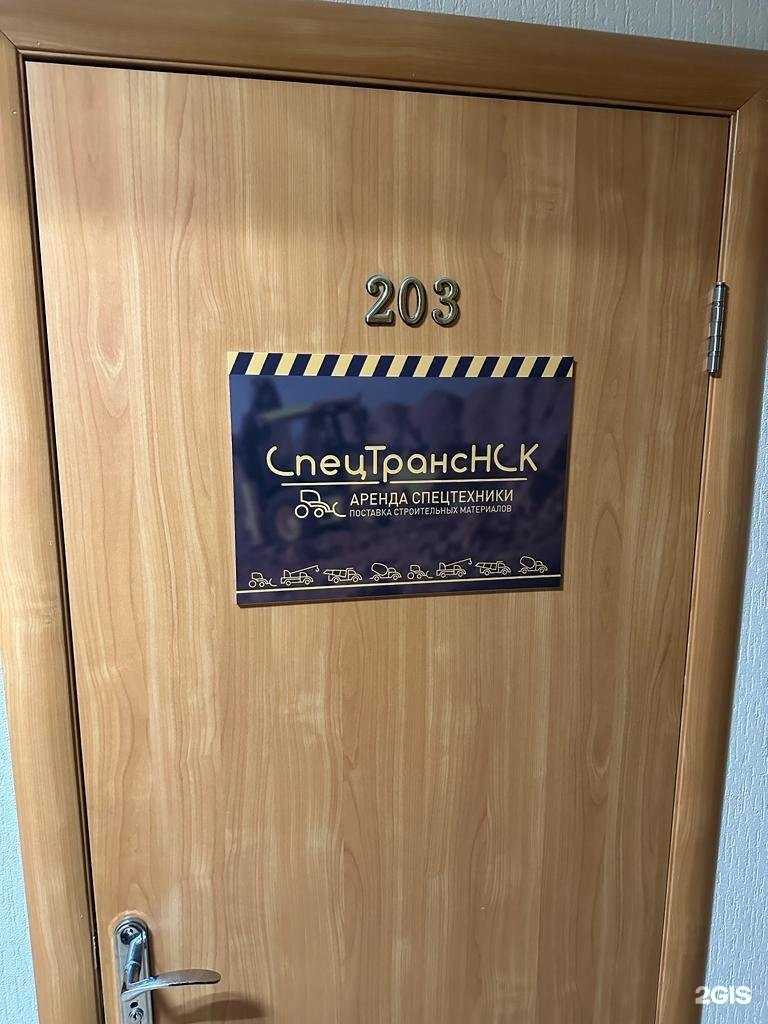 203
СпецТрансНСК
АРЕНДА СПЕЦТЕХНИКИ
ПОСТАВКА СТРОИТЕЛЬНЫХ МАТЕРИАЛОВ
2GIS